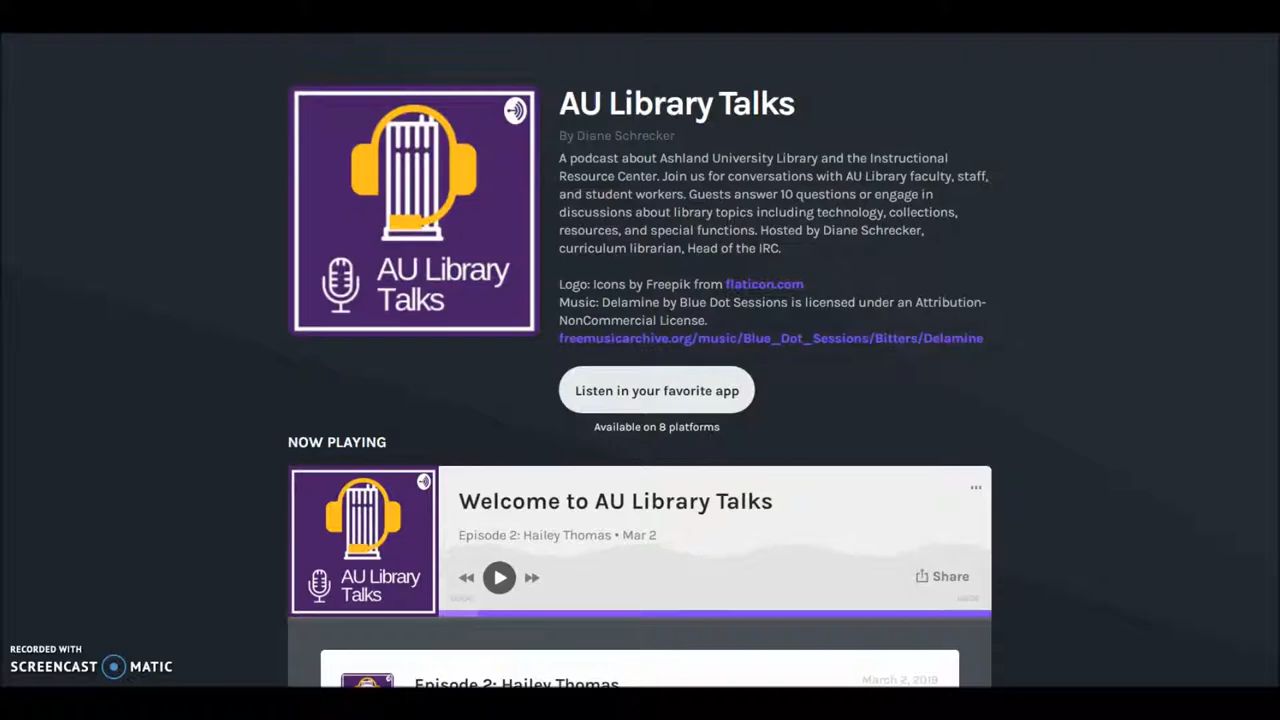 AU Library Talks
By Diane Schrecker
A podcast about Ashland University Library and the Instructional
Resource Center. Join us for conversations with AU Library faculty, staff,
and student workers. Guests answer 10 questions or engage in
discussions about library topics including technology, collections,
resources, and special functions. Hosted by Diane Schrecker,
curriculum librarian, Head of the IRC.
Logo: Icons by Freepik from flaticon.com
Music: Delamine by Blue Dot Sessions is licensed under an Attribution-
NonCommercial License.
freemusicarchive.org/music/Blue_Dot_Sessions/Bitters/Delamine
AU Library
Talks
Listen in your favorite app
Available on 8 platforms
NOW PLAYING
AU Library
Talks
Welcome to AU Library Talks
Episode 2: Hailey Thomas • Mar 2
Share
Episode 2: Hailey Thomas
March 2, 2019
RECORDED WITH
SCREENCAST MATIC